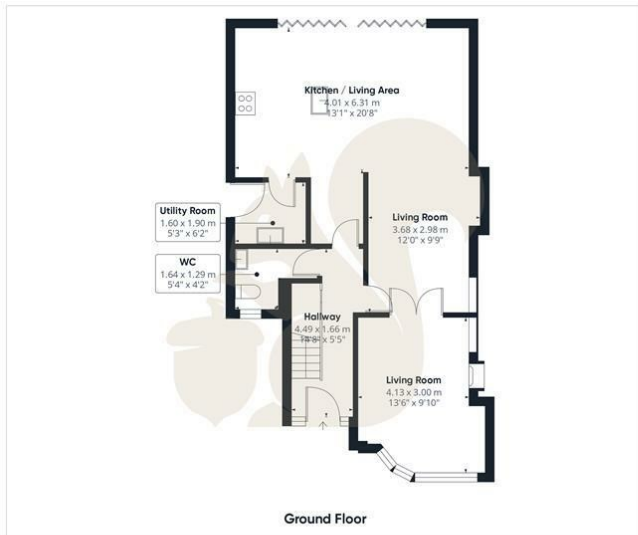 Kitchen / Living Area
4.01 x 6.31 m
13'1" x 20'8"
Utility Room
1.60 x 1.90 m
5'3" x 6'2"
Living Room
3.68 x 2.98 m
12'0" x 9'9"
WC
1.64 x 1.29 m
5'4" x 4'2"
Hallway
4.49 x 1.66 m
14'8" x 5'5"
Living Room
4.13 x 3.00 m
13'6" x 9'10"
Ground Floor